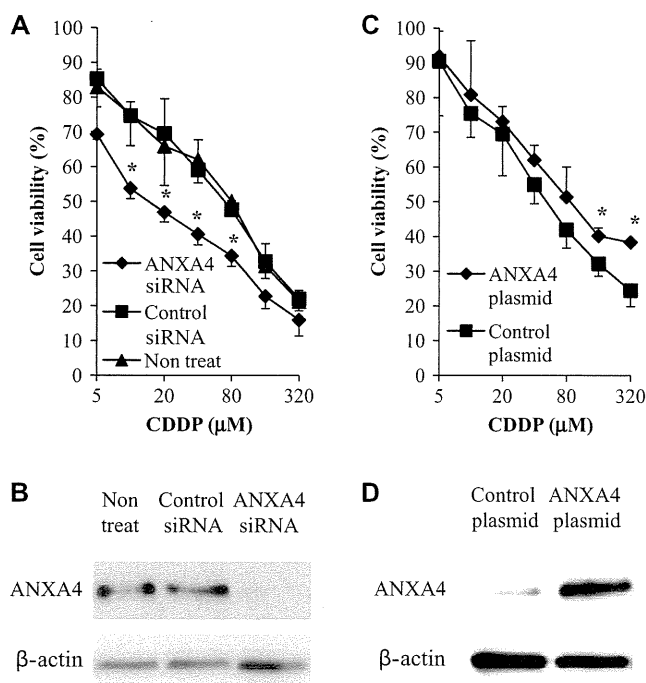 A
100
90
80
70
60
50
40
30
20
10
0
Cell viability (%)
*
*
*
*
ANXA4
siRNA
Control
siRNA
Non treat
5 20 80 320
CDDP (μM)
C
100
90
80
70
60
50
40
30
20
10
0
Cell viability (%)
* *
ANXA4
plasmid
Control
plasmid
5 20 80 320
CDDP (μM)
B
Non Control ANXA4
treat siRNA siRNA
ANXA4
β-actin
D
Control ANXA4
plasmid plasmid
ANXA4
β-actin